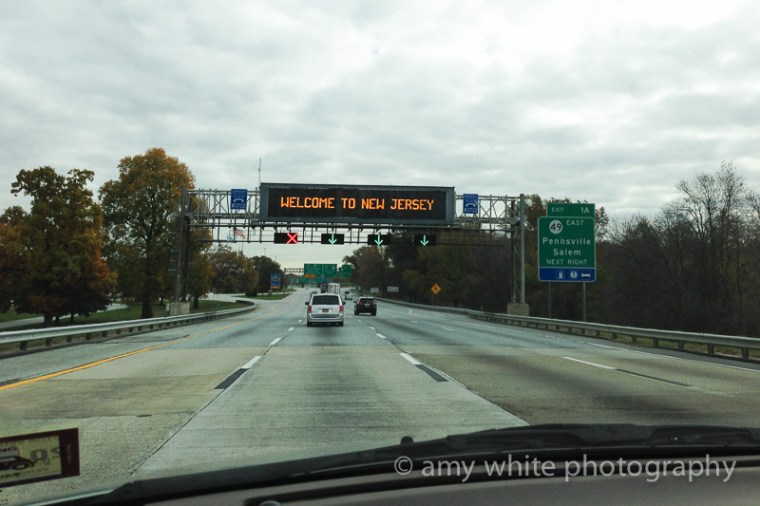 WELCOME TO NEW JERSEY
EXIT 1A
49 EAST
Pennsville
Salem
NEXT RIGHT
© amy white photography